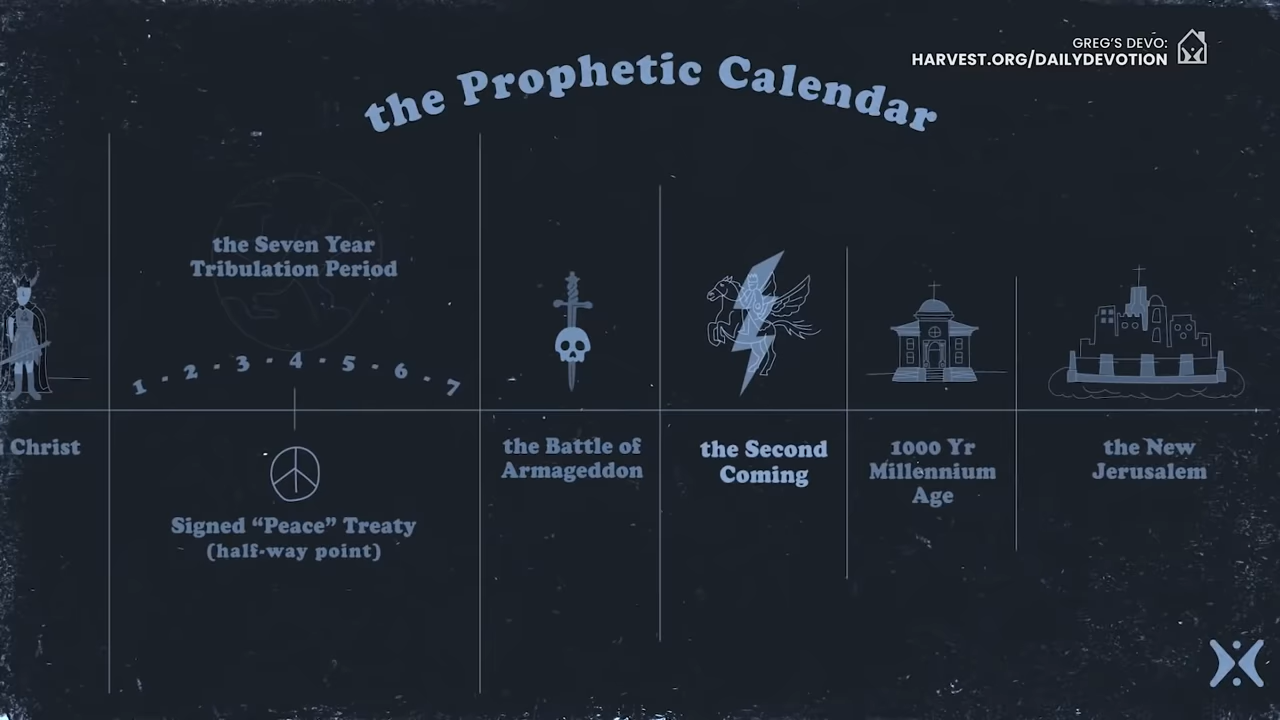 GREG'S DEVO:
HARVEST.ORG/DAILYDEVOTION
the Prophetic Calendar
the Seven Year
Tribulation Period
1 - 2 - 3 - 4 - 5 - 6 - 7
Christ
Signed “Peace” Treaty
(half-way point)
the Battle of
Armageddon
the Second
Coming
1000 Yr
Millennium
Age
the New
Jerusalem